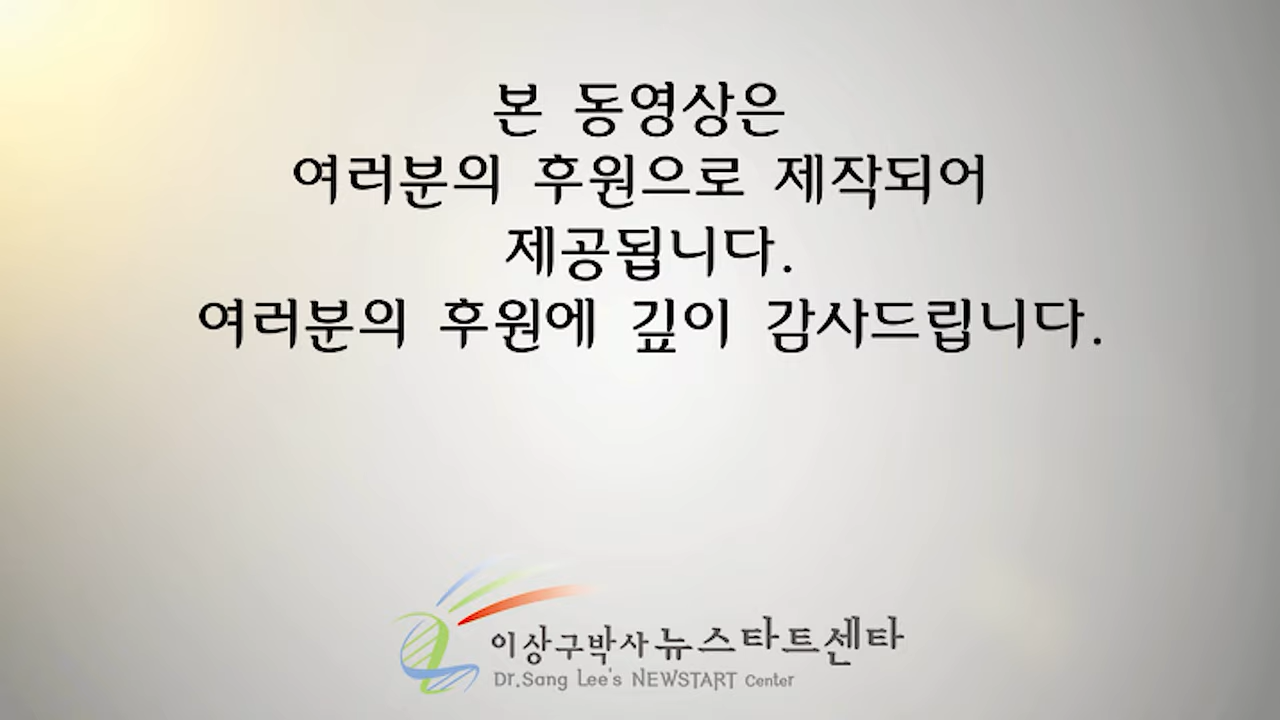 본 동영상은
여러분의 후원으로 제작되어
제공됩니다.
여러분의 후원에 깊이 감사드립니다.
이상구박사 뉴스타트센타
Dr.Sang Lee's NEWSTART Center